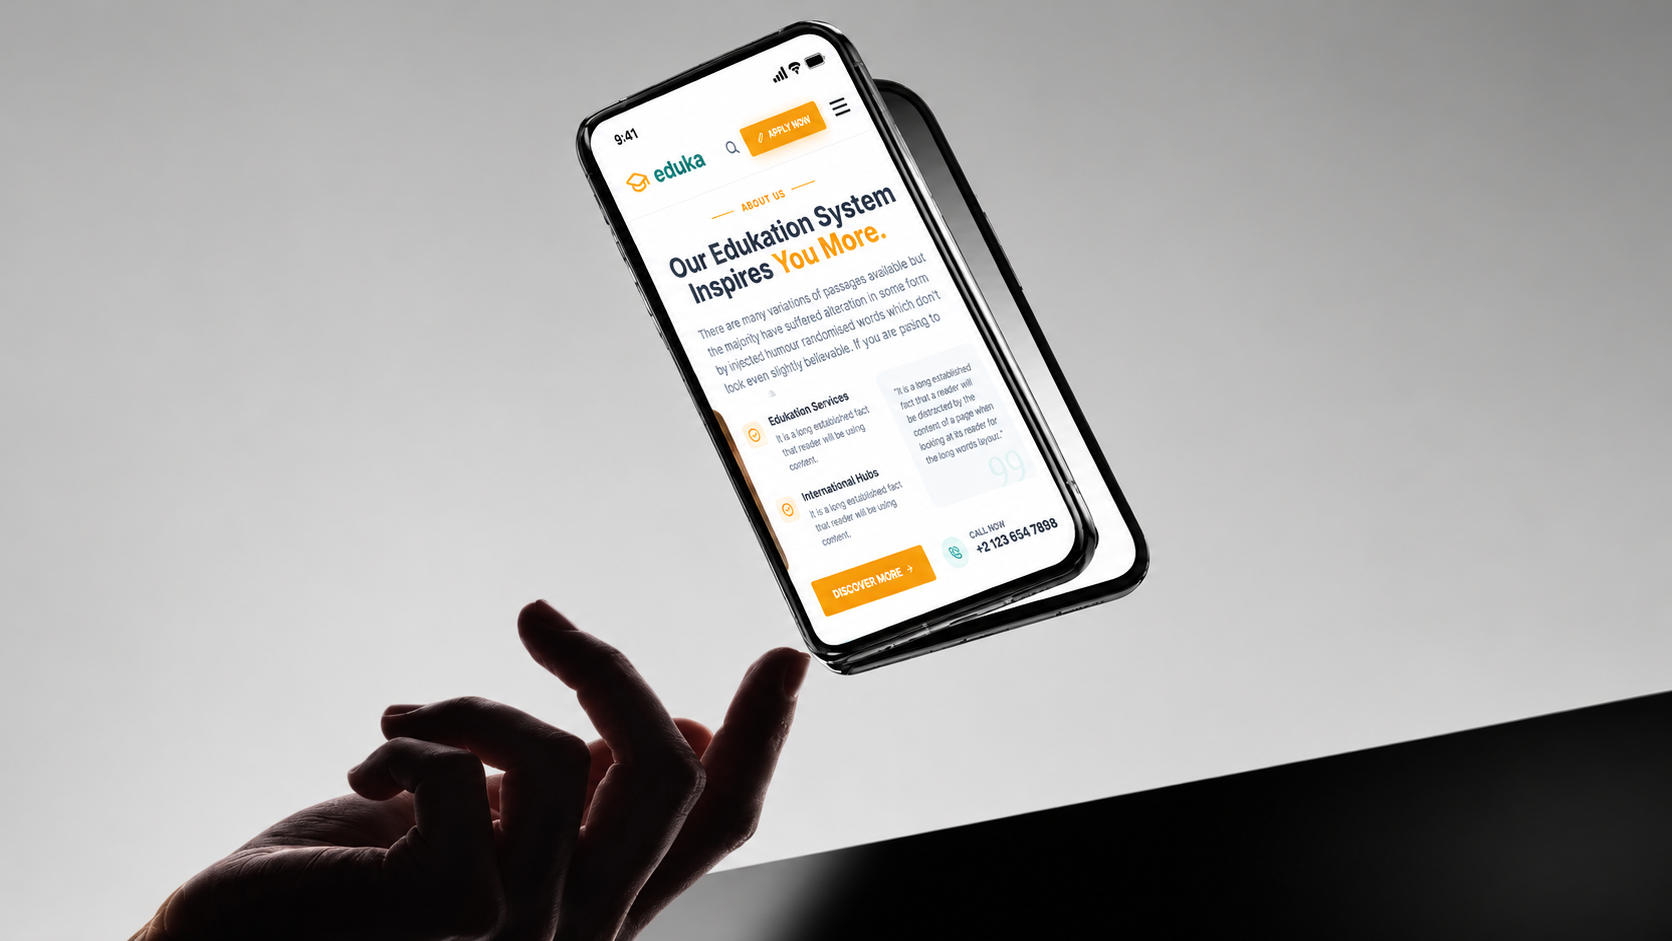 9:41
eduka
APPLY NOW
ABOUT US
Our Edukation System
Inspires You More.
There are many variations of passages available but
the majority have suffered alteration in some form
by injected humour randomised words which don't
look even slightly believable. If you are going to
Edukation Services
It is a long established fact
that reader will be using
content.
International Hubs
It is a long established fact
that reader will be using
content.
"It is a long established
fact that a reader will
be distracted by the
content of a page when
looking at its reader for
the long words layour."
DISCOVER MORE →
CALL NOW
+2 123 654 7898